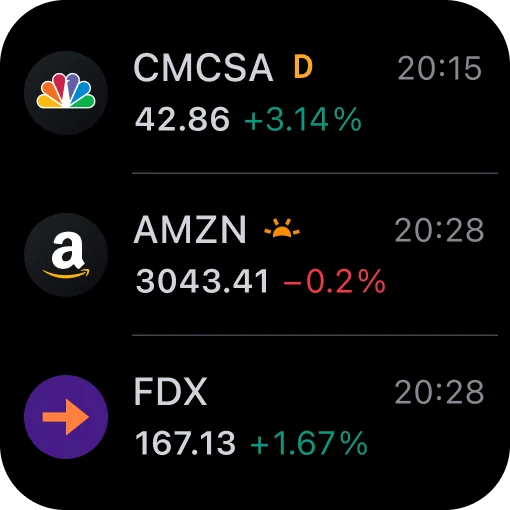 CMCSA D 20:15
42.86 +3.14%
a
AMZN 20:28
3043.41 −0.2%
FDX 20:28
167.13 +1.67%